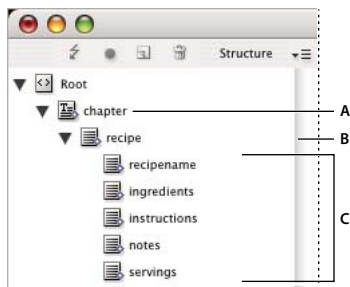 Structure
Root
chapter
A
recipe
B
recipename
ingredients
C
instructions
notes
servings